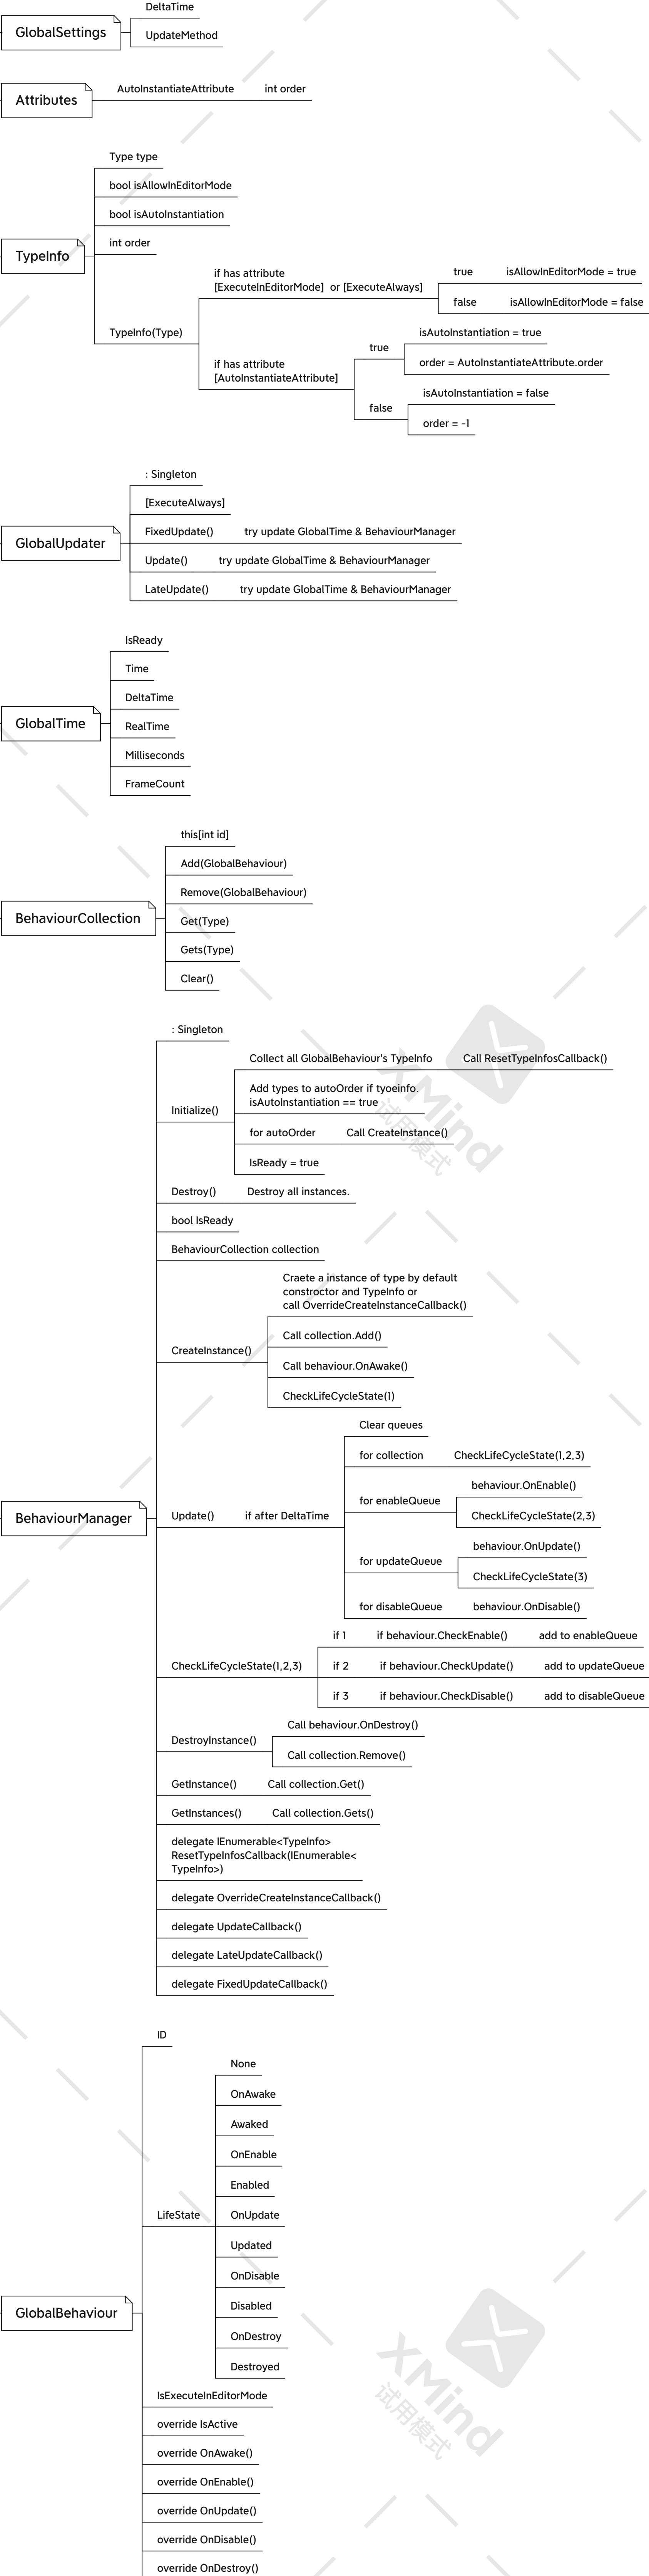 DeltaTime
GlobalSettings
UpdateMethod
AutoInstantiateAttribute
int order
Attributes
Type type
bool isAllowInEditorMode
bool isAutoInstantiation
int order
TypeInfo
TypeInfo(Type)
if has attribute
[ExecuteInEditorMode]  or [ExecuteAlways]
true
isAllowInEditorMode = true
false
isAllowInEditorMode = false
if has attribute
[AutoInstantiateAttribute]
true
isAutoInstantiation = true
order = AutoInstantiateAttribute.order
false
isAutoInstantiation = false
order = -1
: Singleton
[ExecuteAlways]
GlobalUpdater
FixedUpdate()
try update GlobalTime & BehaviourManager
Update()
try update GlobalTime & BehaviourManager
LateUpdate()
try update GlobalTime & BehaviourManager
IsReady
Time
DeltaTime
GlobalTime
RealTime
Milliseconds
FrameCount
this[int id]
Add(GlobalBehaviour)
Remove(GlobalBehaviour)
BehaviourCollection
Get(Type)
Gets(Type)
Clear()
: Singleton
Initialize()
Collect all GlobalBehaviour's TypeInfo
Call ResetTypeInfosCallback()
Add types to autoOrder if tyoeinfo.
isAutoInstantiation == true
for autoOrder
Call CreateInstance()
IsReady = true
XMind
试用模式
Destroy()
Destroy all instances.
bool IsReady
BehaviourCollection collection
CreateInstance()
Craete a instance of type by default
constroctor and TypeInfo or
call OverrideCreateInstanceCallback()
Call collection.Add()
Call behaviour.OnAwake()
CheckLifeCycleState(1)
BehaviourManager
Update()
if after DeltaTime
Clear queues
for collection
CheckLifeCycleState(1,2,3)
for enableQueue
behaviour.OnEnable()
CheckLifeCycleState(2,3)
for updateQueue
behaviour.OnUpdate()
CheckLifeCycleState(3)
for disableQueue
behaviour.OnDisable()
CheckLifeCycleState(1,2,3)
if 1
if behaviour.CheckEnable()
add to enableQueue
if 2
if behaviour.CheckUpdate()
add to updateQueue
if 3
if behaviour.CheckDisable()
add to disableQueue
DestroyInstance()
Call behaviour.OnDestroy()
Call collection.Remove()
GetInstance()
Call collection.Get()
GetInstances()
Call collection.Gets()
delegate IEnumerable<TypeInfo>
ResetTypeInfosCallback(IEnumerable<
TypeInfo>)
delegate OverrideCreateInstanceCallback()
delegate UpdateCallback()
delegate LateUpdateCallback()
delegate FixedUpdateCallback()
ID
LifeState
None
OnAwake
Awaked
OnEnable
Enabled
OnUpdate
Updated
OnDisable
Disabled
OnDestroy
Destroyed
GlobalBehaviour
XMind
试用模式
IsExecuteInEditorMode
override IsActive
override OnAwake()
override OnEnable()
override OnUpdate()
override OnDisable()
override OnDestroy()